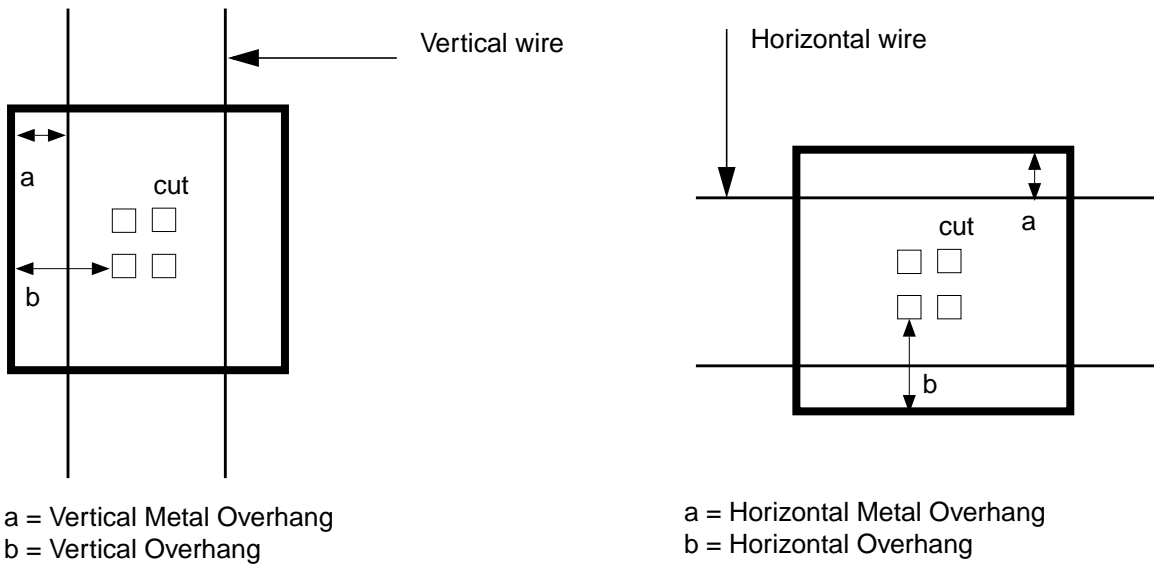 Vertical wire
a
cut
b
a = Vertical Metal Overhang
b = Vertical Overhang
Horizontal wire
a
cut
b
a = Horizontal Metal Overhang
b = Horizontal Overhang